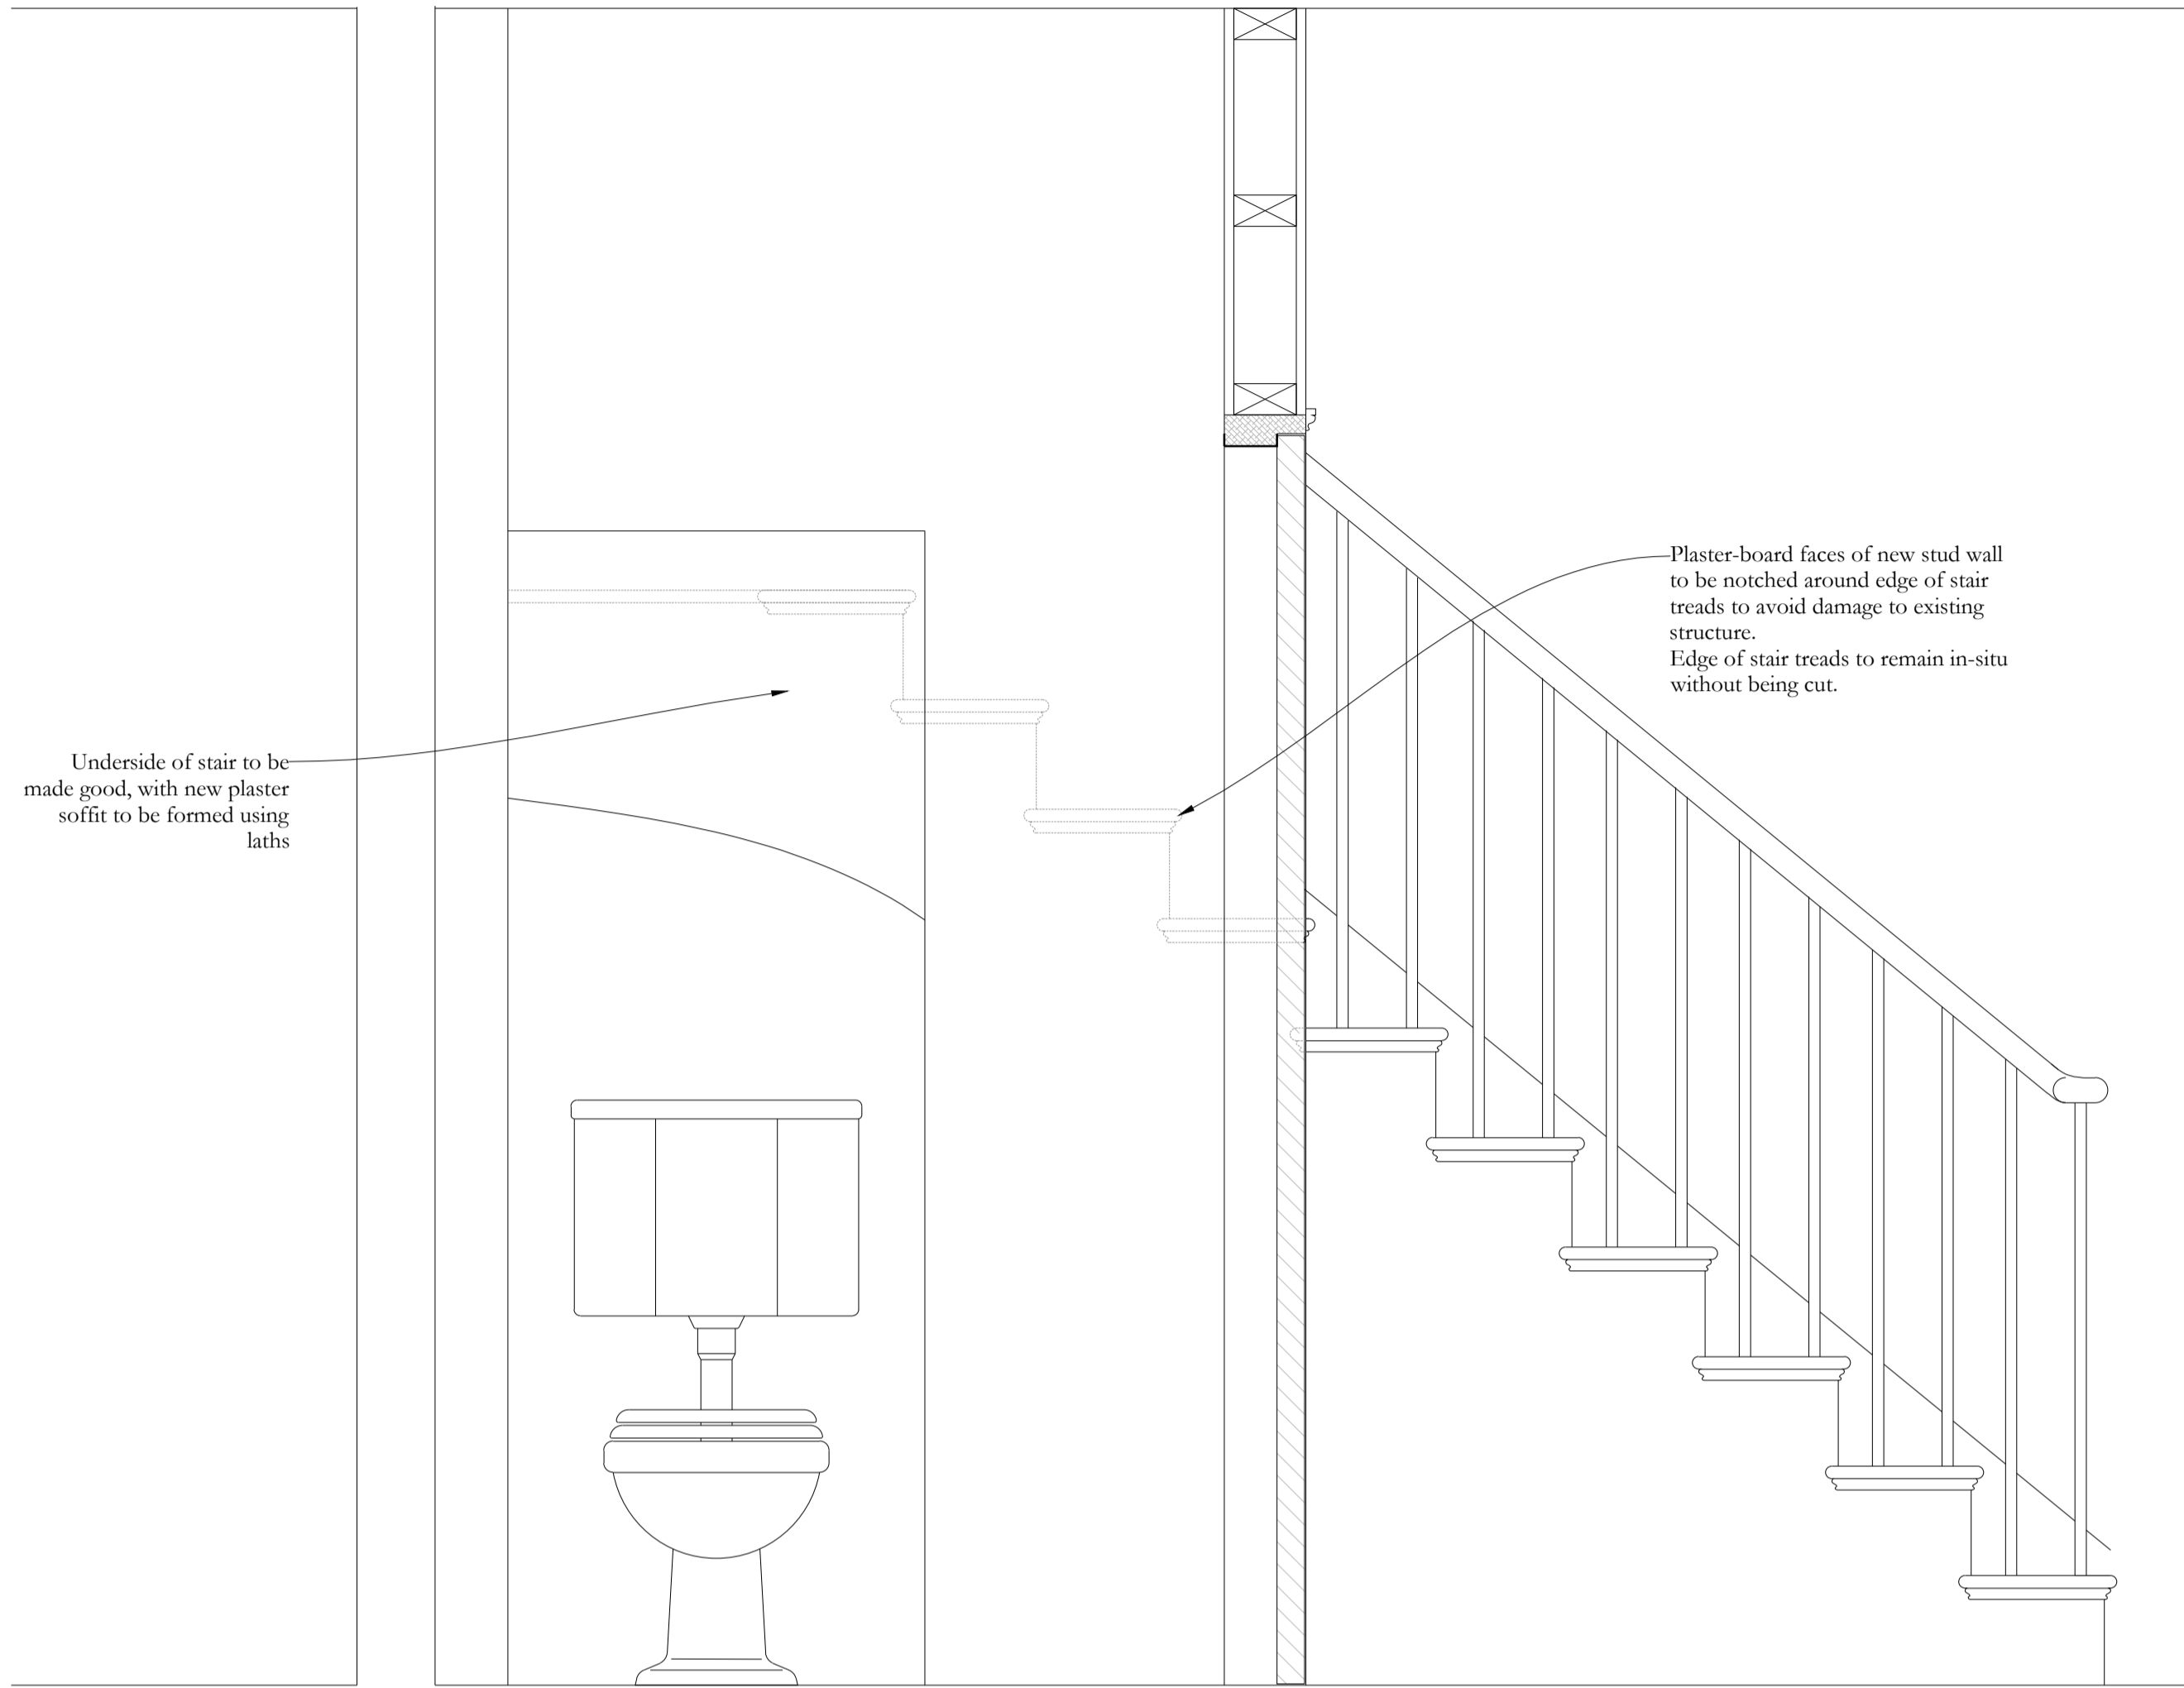 Plaster-board faces of new stud wall
to be notched around edge of stair
treads to avoid damage to existing
structure.
Edge of stair treads to remain in-situ
without being cut.
Underside of stair to be
made good, with new plaster
soffit to be formed using
laths